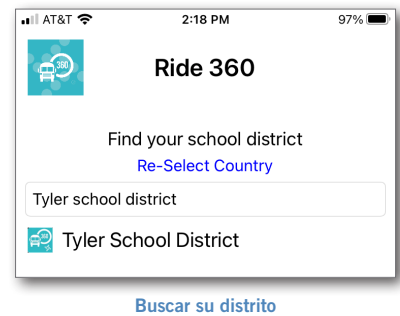 AT&T 2:18 PM 97%
360
Ride 360
Find your school district
Re-Select Country
Tyler school district
Tyler School District
Buscar su distrito